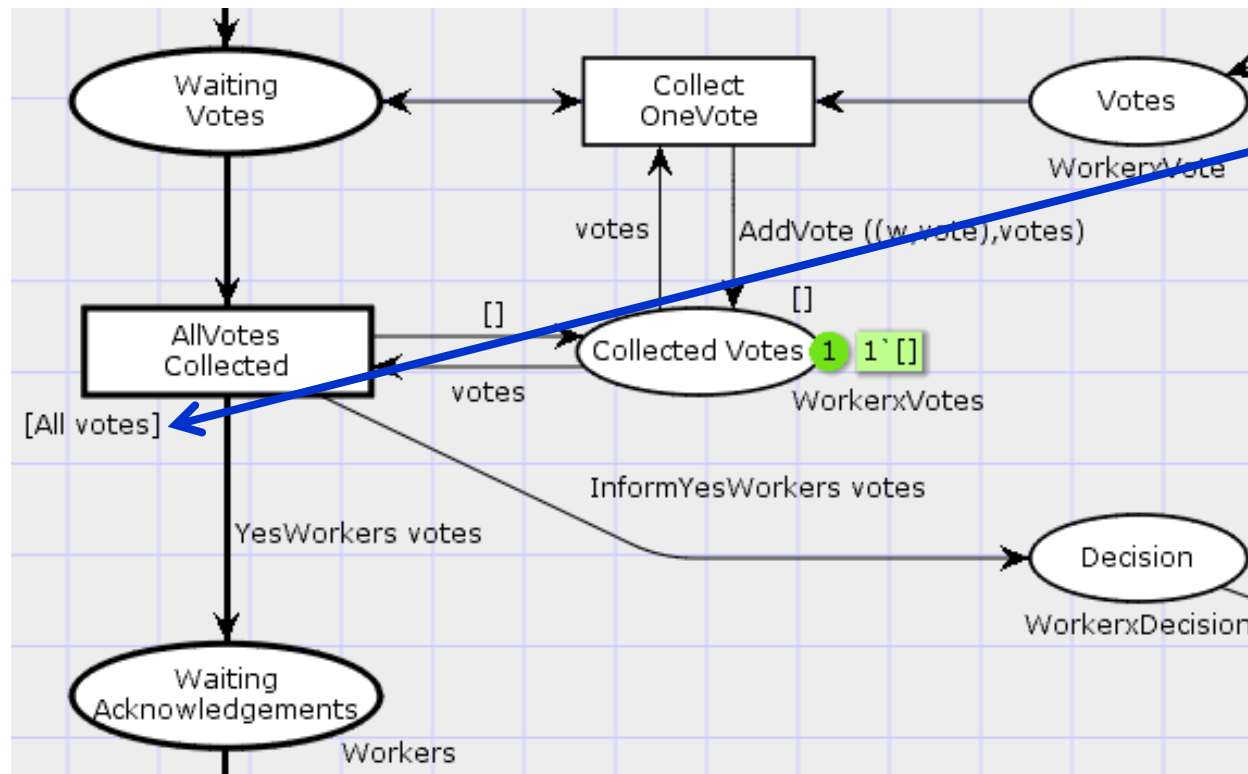 Waiting
Votes
Collect
OneVote
Votes
WorkerxVote
votes
AddVote ((w,vote),votes)
[]
[]
AllVotes
Collected
Collected Votes
1
1`[]
votes
WorkerxVotes
[All votes]
InformYesWorkers votes
YesWorkers votes
Decision
WorkerxDecision
Waiting
Acknowledgements
Workers